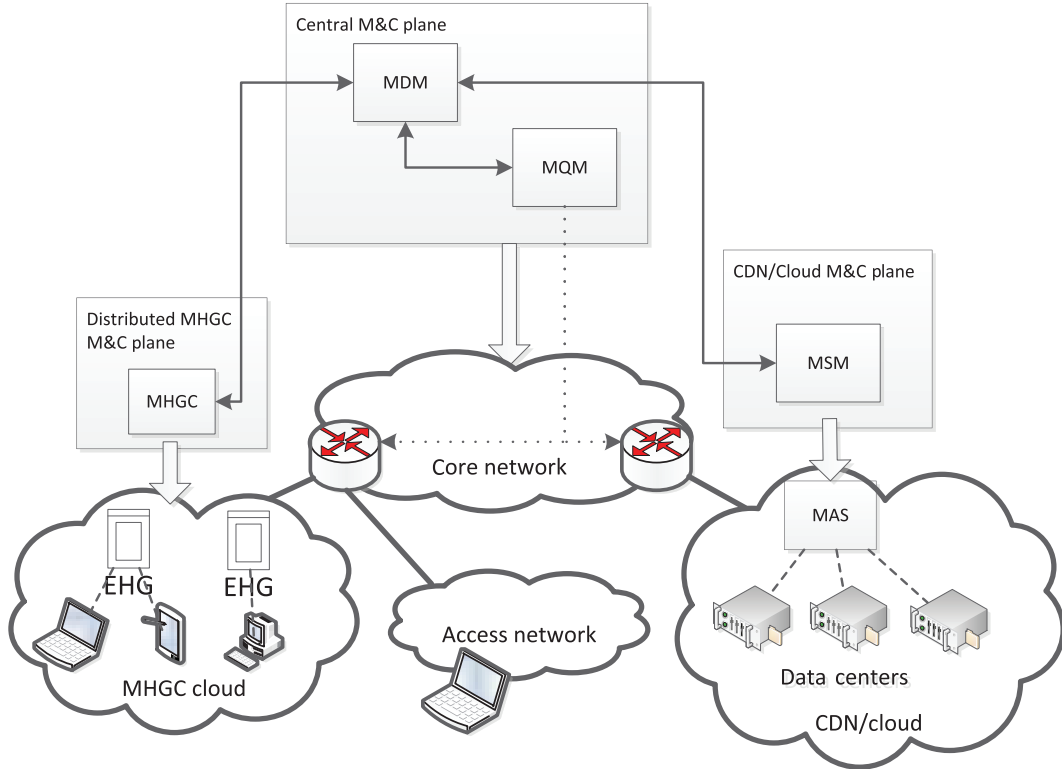 Central M&C plane
MDM
MQM
CDN/Cloud M&C plane
MSM
Distributed MHGC
M&C plane
MHGC
Core network
MAS
EHG
EHG
MHGC cloud
Access network
Data centers
CDN/cloud